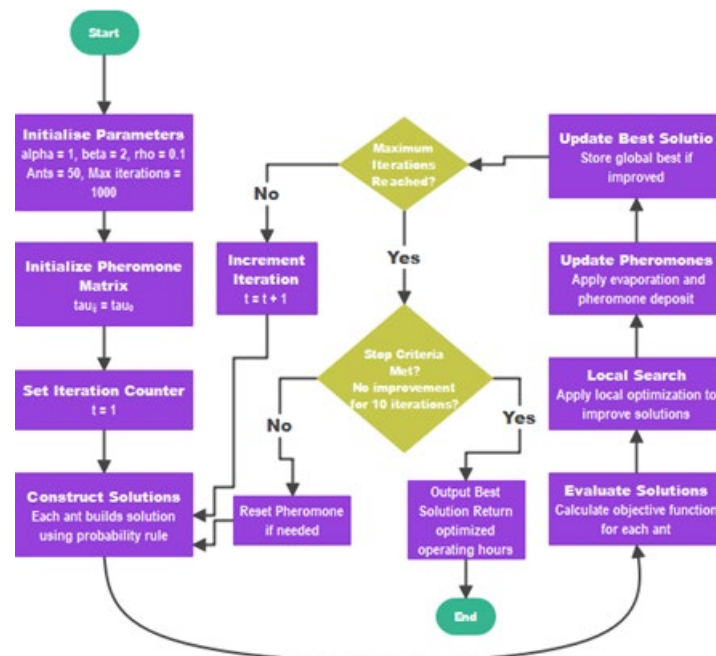 Start
Initialise Parameters
alpha = 1, beta = 2, rho = 0.1
Ants = 50, Max iterations =
1000
Initialize Pheromone
Matrix
tauᵢⱼ = tau₀
Set Iteration Counter
t = 1
Construct Solutions
Each ant builds solution
using probability rule
Maximum
Iterations
Reached?
No
Increment
Iteration
t = t + 1
Yes
Stop Criteria
Met?
No improvement
for 10 iterations?
No
Reset Pheromone
if needed
Yes
Output Best
Solution Return
optimized
operating hours
End
Update Best Solutio
Store global best if
improved
Update Pheromones
Apply evaporation and
pheromone deposit
Local Search
Apply local optimization to
improve solutions
Evaluate Solutions
Calculate objective function
for each ant